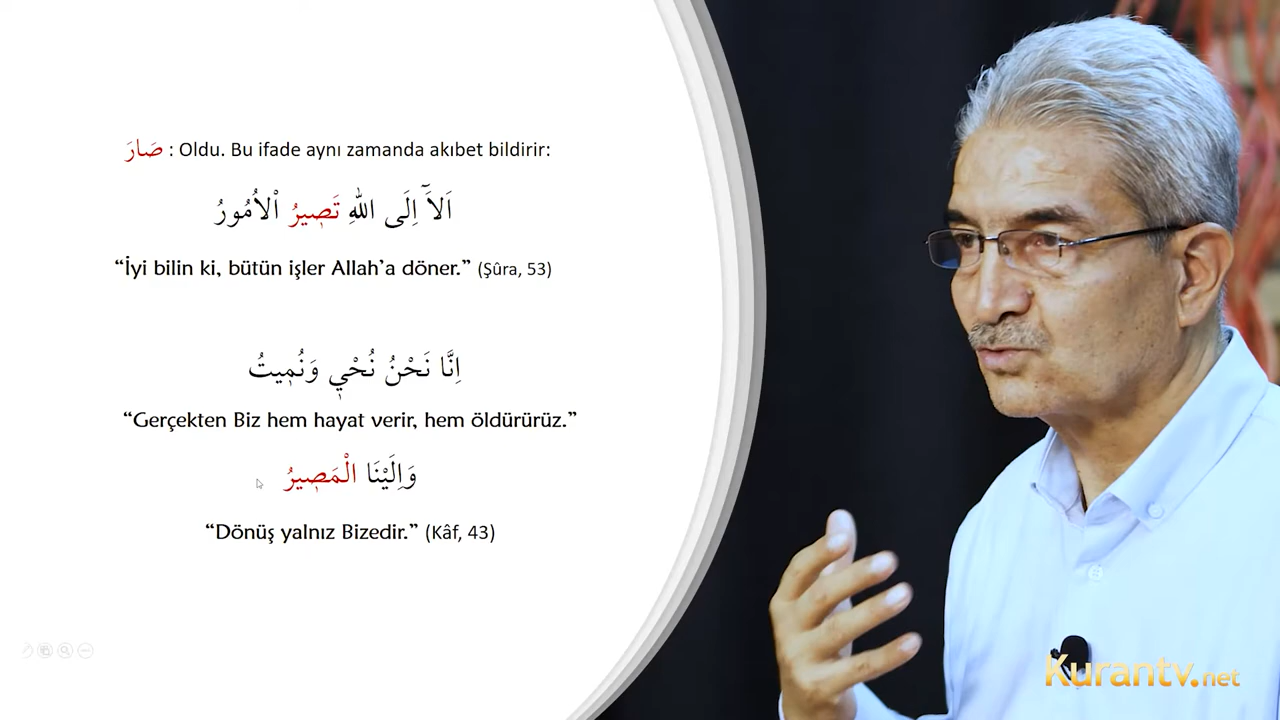 صَارَ : Oldu. Bu ifade aynı zamanda akıbet bildirir:
اَلَآ اِلَى اللّٰهِ تَصٖيرُ الْاُمُورُ
“İyi bilin ki, bütün işler Allah’a döner.” (Şûra, 53)
اِنَّا نَحْنُ نُحْيٖ وَنُمٖيتُ
“Gerçekten Biz hem hayat verir, hem öldürürüz.”
وَاِلَيْنَا الْمَصٖيرُ
“Dönüş yalnız Bizedir.” (Kâf, 43)
Kurantv.net